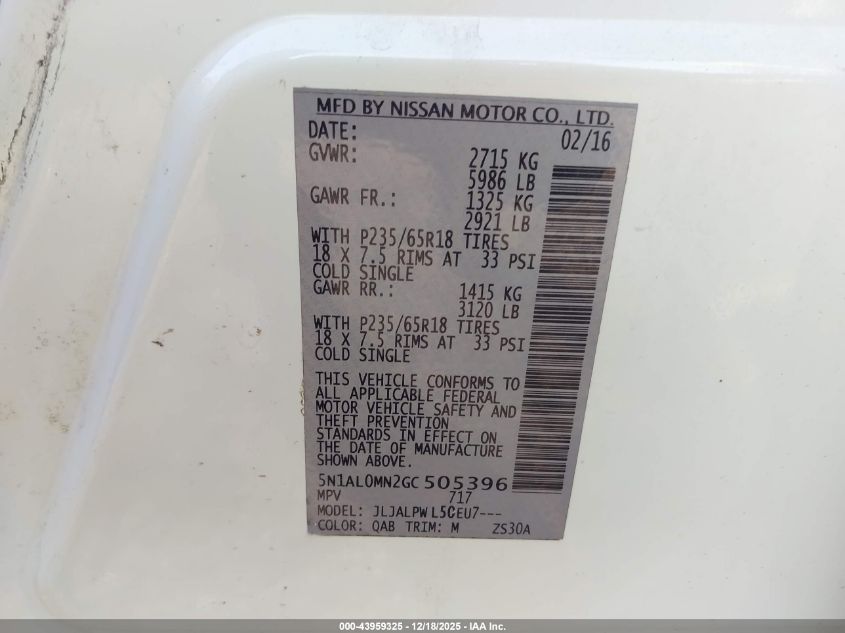 MFD BY NISSAN MOTOR CO., LTD.
DATE: 02/16
GVWR: 2715 KG
5986 LB
GAWR FR.: 1325 KG
2921 LB
WITH P235/65R18 TIRES
18 X 7.5 RIMS AT 33 PSI
COLD SINGLE
GAWR RR.: 1415 KG
3120 LB
WITH P235/65R18 TIRES
18 X 7.5 RIMS AT 33 PSI
COLD SINGLE
THIS VEHICLE CONFORMS TO
ALL APPLICABLE FEDERAL
MOTOR VEHICLE SAFETY AND
THEFT PREVENTION
STANDARDS IN EFFECT ON
THE DATE OF MANUFACTURE
SHOWN ABOVE.
5N1AL0MN2GC505396
MPV 717
MODEL: JLJALPWL5CEU7---
COLOR: QAB TRIM: M ZS30A
000-43959325 - 12/18/2025 - IAA Inc.